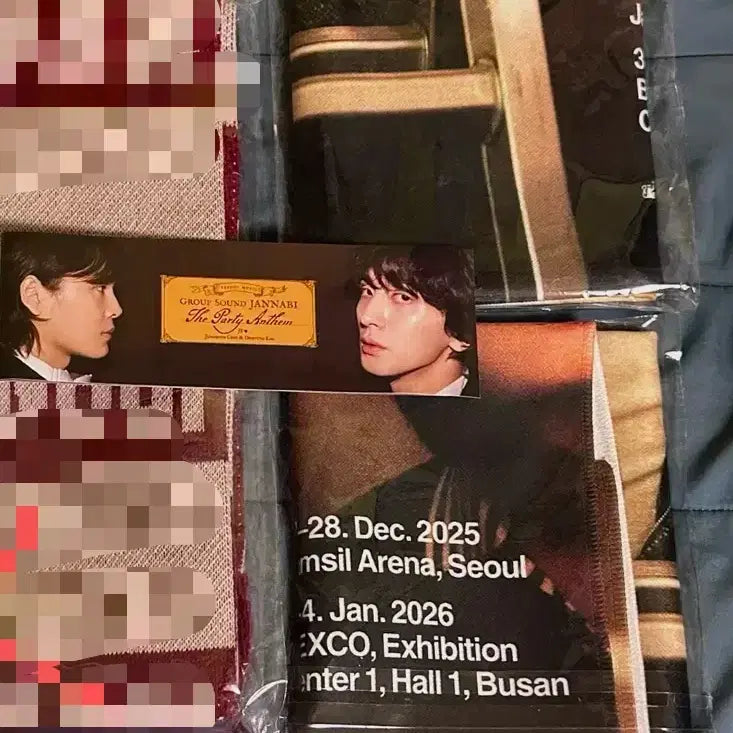 J
3
E
C
GROUP SOUND JANNABI
The Party Anthem
-28. Dec. 2025
msil Arena, Seoul
4. Jan. 2026
EXCO, Exhibition
enter 1, Hall 1, Busan